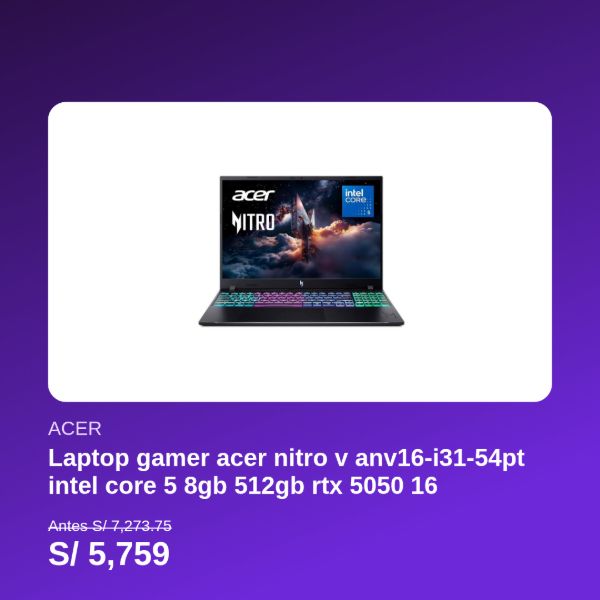 acer
NITRO
intel
CORE
ACER
Laptop gamer acer nitro v anv16-i31-54pt
intel core 5 8gb 512gb rtx 5050 16
Antes S/ 7,273.75
S/ 5,759